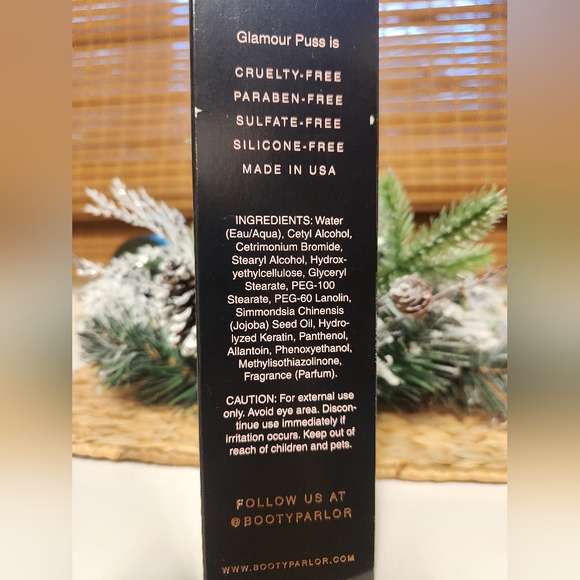 Glamour Puss is
CRUELTY-FREE
PARABEN-FREE
SULFATE-FREE
SILICONE-FREE
MADE IN USA
INGREDIENTS: Water
(Eau/Aqua), Cetyl Alcohol,
Cetrimonium Bromide,
Stearyl Alcohol, Hydrox-
yethylcellulose, Glyceryl
Stearate, PEG-100
Stearate, PEG-60 Lanolin,
Simmondsia Chinensis
(Jojoba) Seed Oil, Hydro-
lyzed Keratin, Panthenol,
Allantoin, Phenoxyethanol,
Methylisothiazolinone,
Fragrance (Parfum).
CAUTION: For external use
only. Avoid eye area. Discon-
tinue use immediately if
irritation occurs. Keep out of
reach of children and pets.
FOLLOW US AT
@BOOTYPARLOR
WWW.BOOTYPARLOR.COM